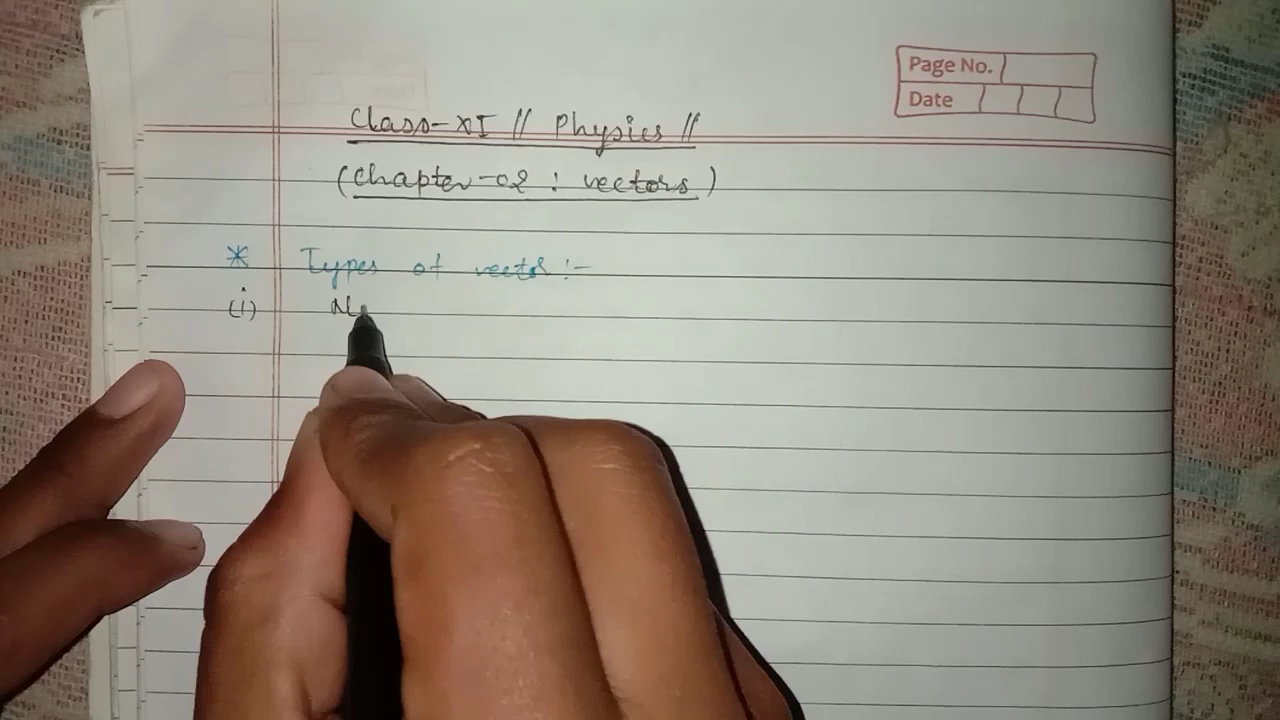 Page No.
Date
Class-XI // Physics //
(Chapter-02 : vectors)
* Types of vector :-
(i) N